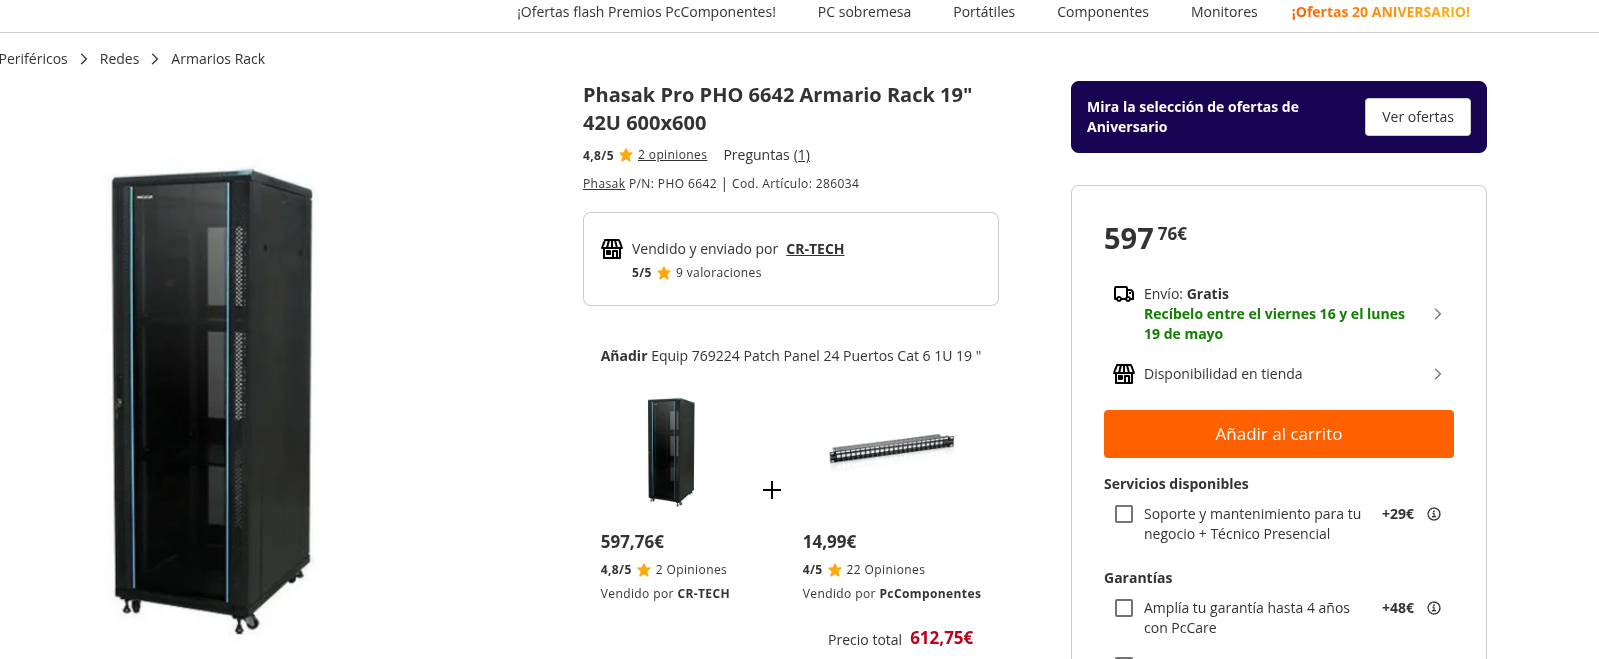 ¡Ofertas flash Premios PcComponentes! PC sobremesa Portátiles Componentes Monitores ¡Ofertas 20 ANIVERSARIO!
Periféricos > Redes > Armarios Rack
Phasak Pro PHO 6642 Armario Rack 19"
42U 600x600
4,8/5 2 opiniones Preguntas (1)
Phasak P/N: PHO 6642 | Cod. Artículo: 286034
Vendido y enviado por CR-TECH
5/5 9 valoraciones
Añadir Equip 769224 Patch Panel 24 Puertos Cat 6 1U 19 "
+
597,76€
4,8/5 2 Opiniones
Vendido por CR-TECH
14,99€
4/5 22 Opiniones
Vendido por PcComponentes
Precio total 612,75€
Mira la selección de ofertas de
Aniversario
Ver ofertas
597 76€
Envío: Gratis
Recíbelo entre el viernes 16 y el lunes
19 de mayo
Disponibilidad en tienda
Añadir al carrito
Servicios disponibles
Soporte y mantenimiento para tu +29€
negocio + Técnico Presencial
Garantías
Amplía tu garantía hasta 4 años +48€
con PcCare